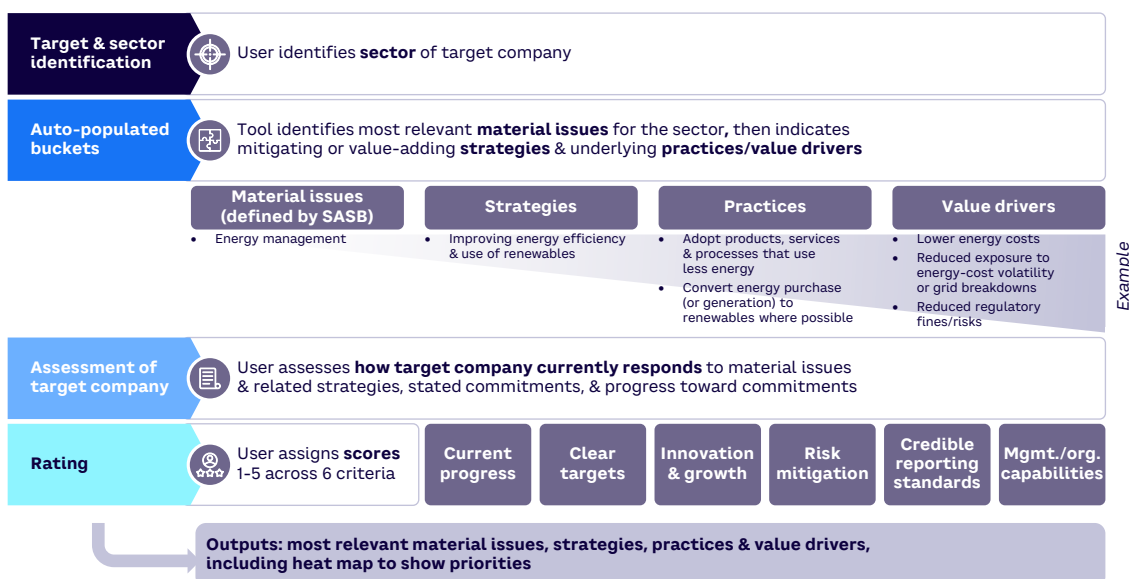 Target & sector
identification
User identifies sector of target company
Auto-populated
buckets
Tool identifies most relevant material issues for the sector, then indicates
mitigating or value-adding strategies & underlying practices/value drivers
Material issues
(defined by SASB)
Strategies
Practices
Value drivers
• Energy management
• Improving energy efficiency
& use of renewables
• Adopt products, services
& processes that use
less energy
• Convert energy purchase
(or generation) to
renewables where possible
• Lower energy costs
• Reduced exposure to
energy-cost volatility
or grid breakdowns
• Reduced regulatory
fines/risks
Example
Assessment of
target company
User assesses how target company currently responds to material issues
& related strategies, stated commitments, & progress toward commitments
Rating
User assigns scores
1-5 across 6 criteria
Current
progress
Clear
targets
Innovation
& growth
Risk
mitigation
Credible
reporting
standards
Mgmt./org.
capabilities
Outputs: most relevant material issues, strategies, practices & value drivers,
including heat map to show priorities